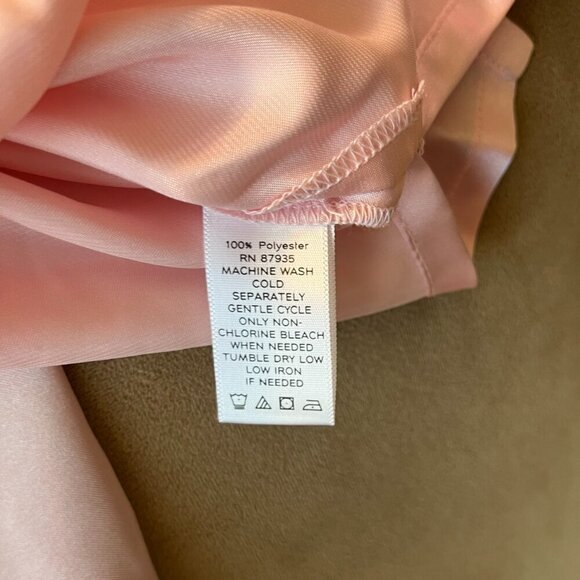 100% Polyester
RN 87935
MACHINE WASH
COLD
SEPARATELY
GENTLE CYCLE
ONLY NON-
CHLORINE BLEACH
WHEN NEEDED
TUMBLE DRY LOW
LOW IRON
IF NEEDED